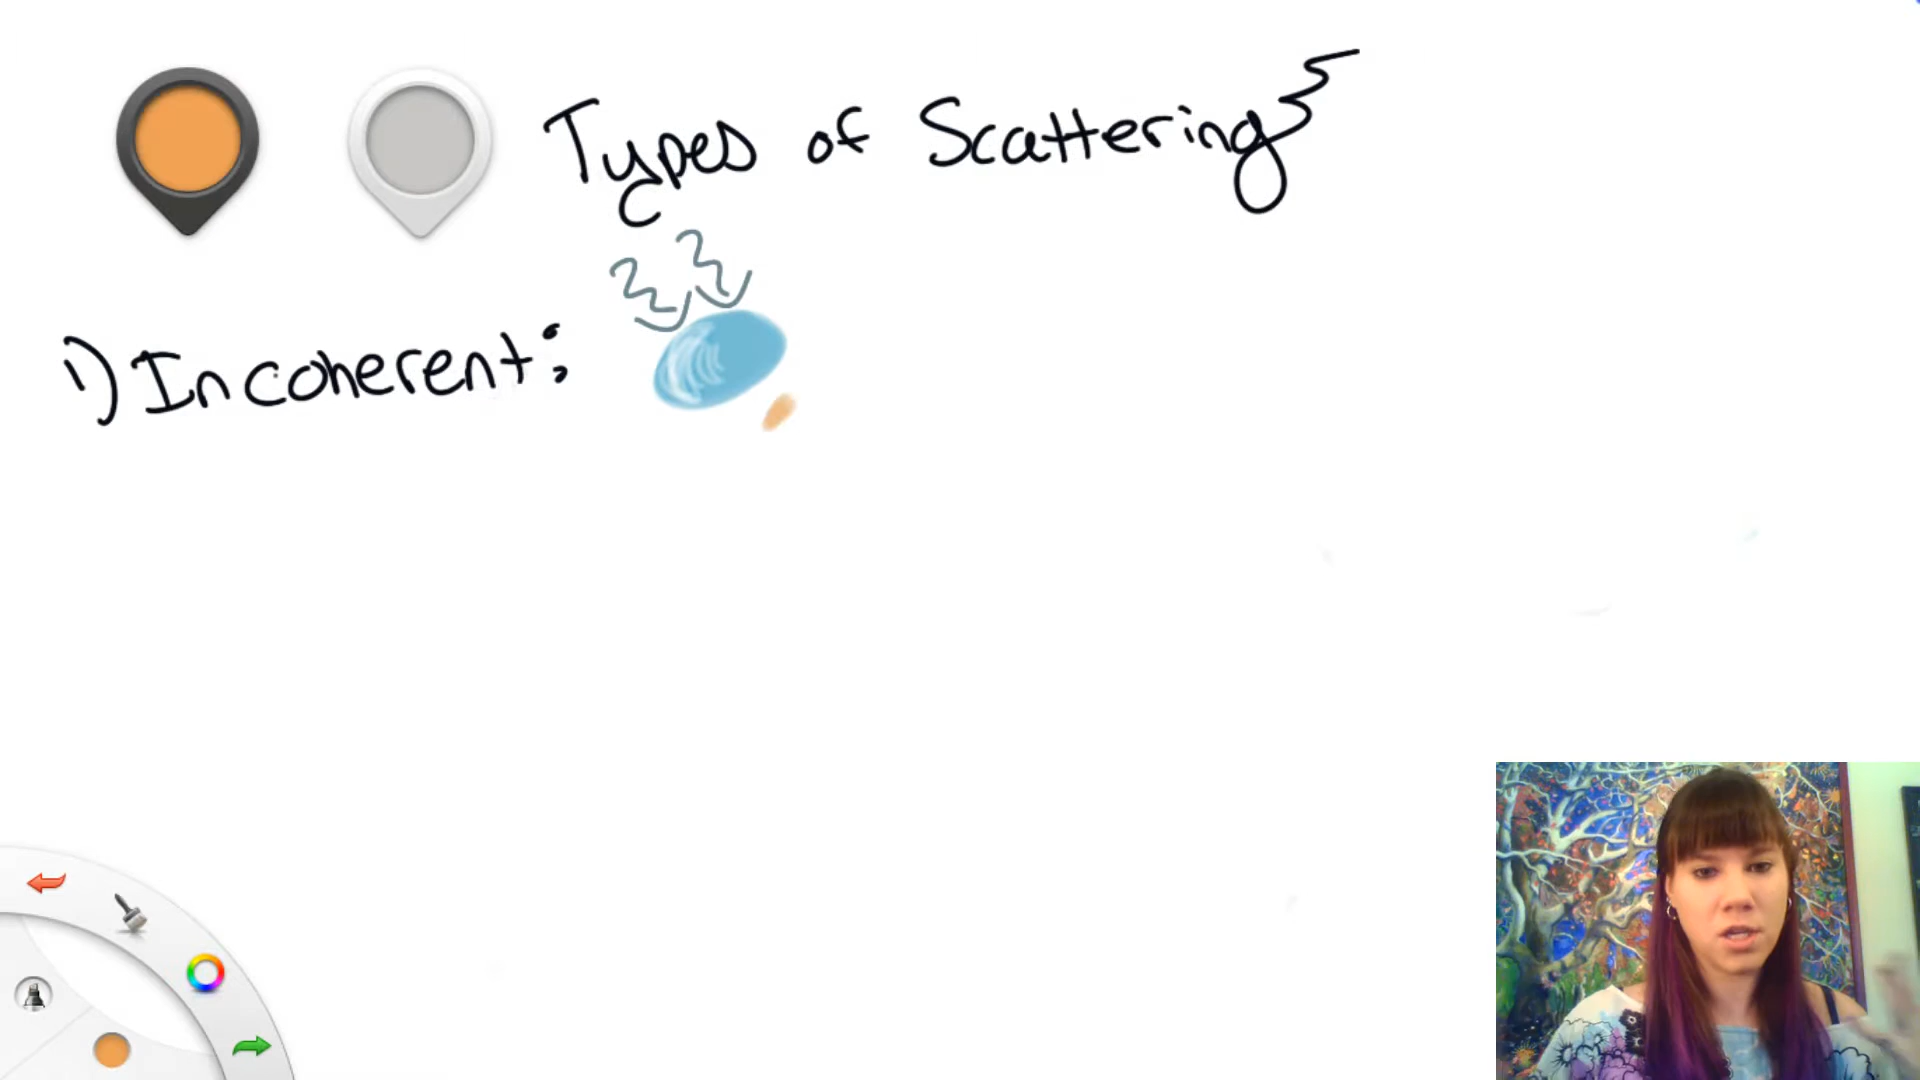 Types of Scattering
1) Incoherent: